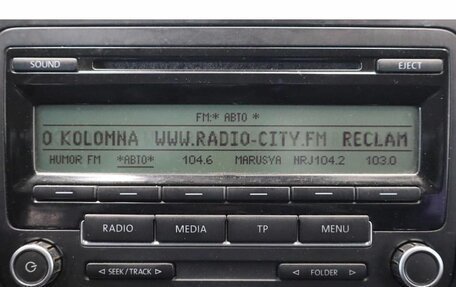 SOUND
EJECT
FM:* АВТО *
O KOLOMNA WWW.RADIO-CITY.FM RECLAM
HUMOR FM *АВТО* 104.6 MARUSYA HRJ104.2 103.0
RADIO MEDIA TP MENU
SEEK/TRACK FOLDER